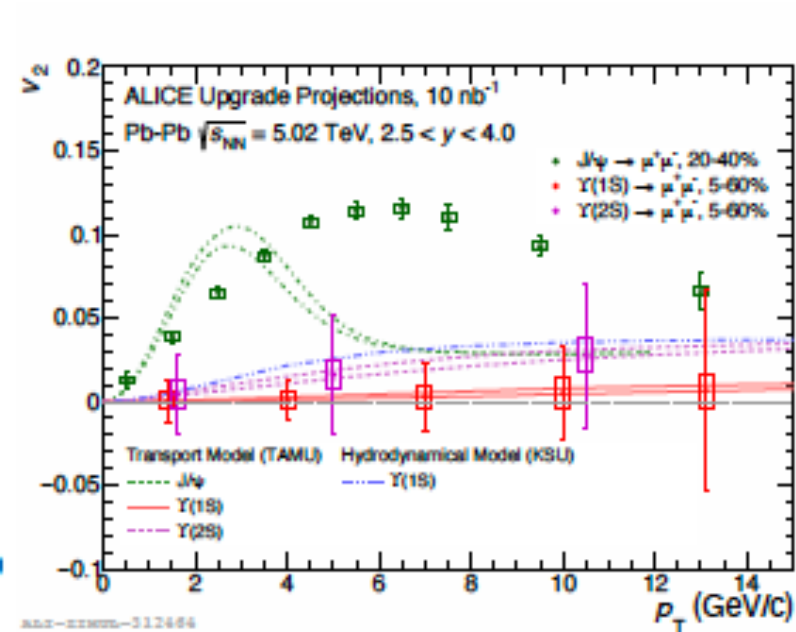 v₂
0.2
ALICE Upgrade Projections, 10 nb⁻¹
Pb-Pb √sNN = 5.02 TeV, 2.5 < y < 4.0
0.15
J/ψ → μ⁺μ⁻, 20-40%
ϒ(1S) → μ⁺μ⁻, 5-60%
ϒ(2S) → μ⁺μ⁻, 5-60%
0.1
0.05
0
Transport Model (TAMU) Hydrodynamical Model (KSU)
J/ψ ϒ(1S)
ϒ(1S)
ϒ(2S)
−0.05
−0.1
0 2 4 6 8 10 12 14
pT (GeV/c)